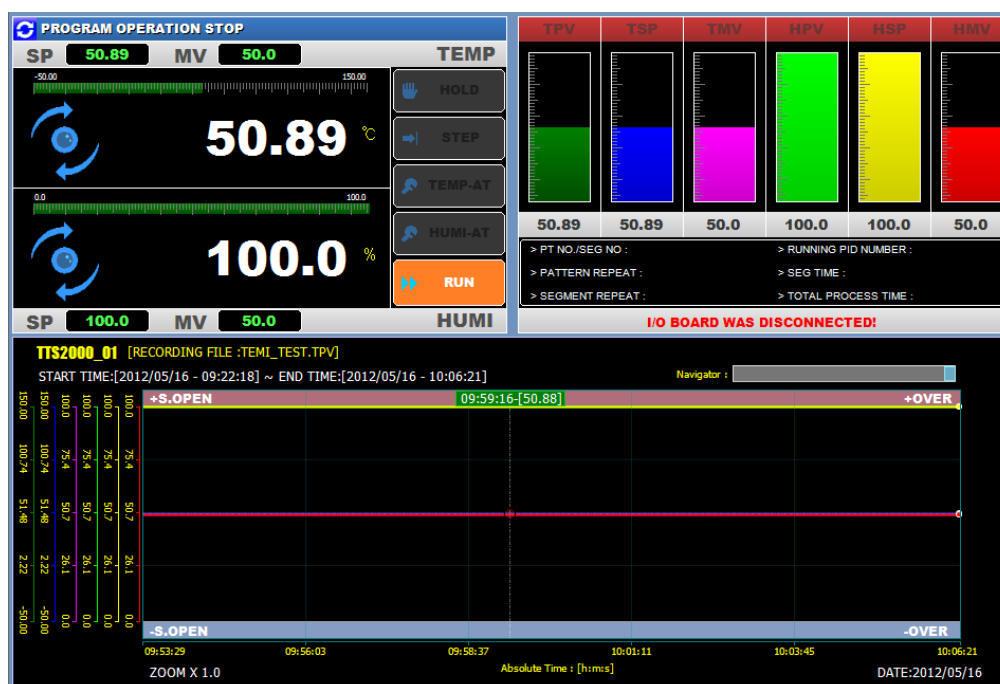 PROGRAM OPERATION STOP
SP 50.89 MV 50.0 TEMP
-50.00 150.00
50.89 ℃
0.0 100.0
100.0 %
SP 100.0 MV 50.0 HUMI
HOLD
STEP
TEMP-AT
HUMI-AT
RUN
TPV TSP TMV HPV HSP HMV
50.89 50.89 50.0 100.0 100.0 50.0
> PT NO./SEG NO : > RUNNING PID NUMBER :
> PATTERN REPEAT : > SEG TIME :
> SEGMENT REPEAT : > TOTAL PROCESS TIME :
I/O BOARD WAS DISCONNECTED!
TTS2000_01 [RECORDING FILE :TEMI_TEST.TPV]
START TIME:[2012/05/16 - 09:22:18] ~ END TIME:[2012/05/16 - 10:06:21] Navigator :
+S.OPEN 09:59:16-[50.88] +OVER
150.00 150.00 100.0 100.0 100.0 100.0
100.74 100.74 75.4 75.4 75.4 75.4
51.48 51.48 50.7 50.7 50.7 50.7
2.22 2.22 26.1 26.1 26.1 26.1
-50.00 -50.00 0.0 0.0 0.0 0.0
-S.OPEN -OVER
09:53:29 09:56:03 09:58:37 10:01:11 10:03:45 10:06:21
ZOOM X 1.0 Absolute Time : [h:m:s] DATE:2012/05/16